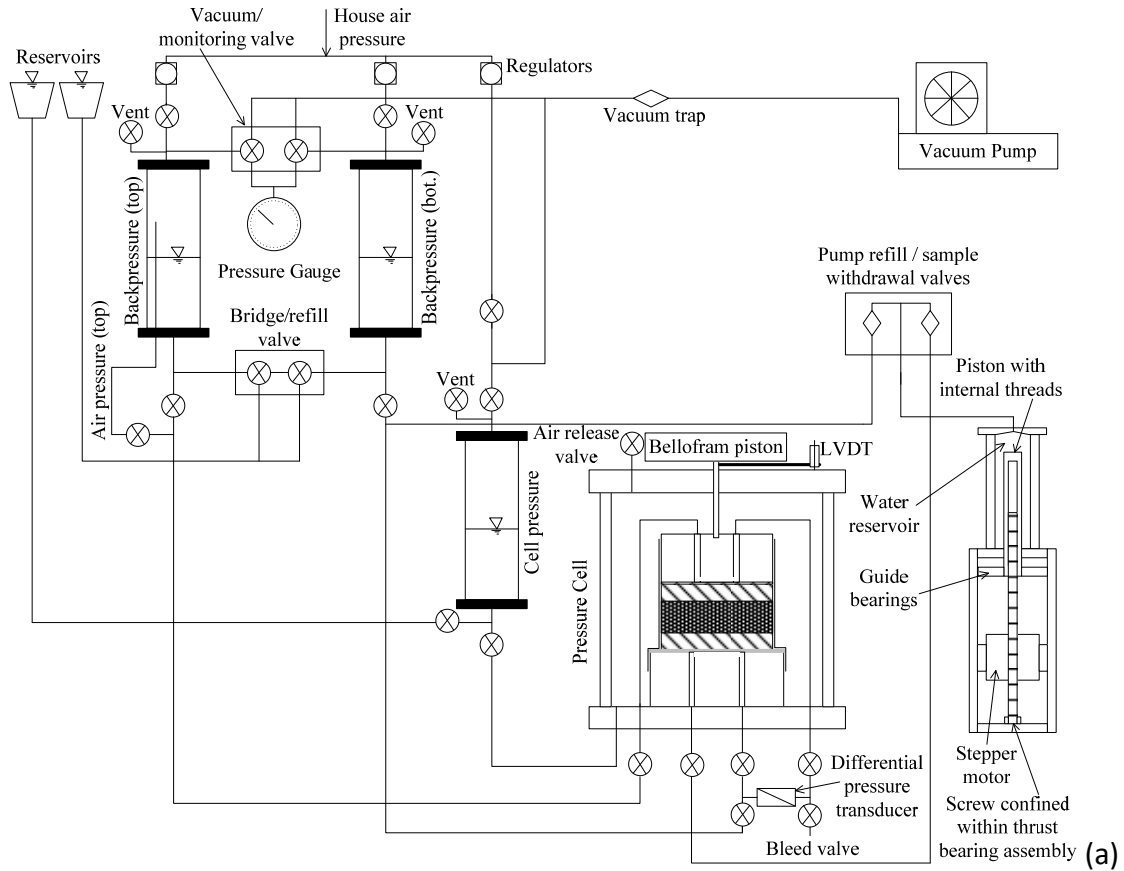 Vacuum/
monitoring valve
House air
pressure
Reservoirs
Regulators
Vent
Vent
Vacuum trap
Vacuum Pump
Backpressure (top)
Backpressure (bot.)
Pressure Gauge
Pump refill / sample
withdrawal valves
Air pressure (top)
Bridge/refill
valve
Piston with
internal threads
Vent
Air release
valve
Bellofram piston
LVDT
Cell pressure
Water
reservoir
Pressure Cell
Guide
bearings
Stepper
motor
Differential
pressure
transducer
Screw confined
within thrust
bearing assembly
Bleed valve
(a)